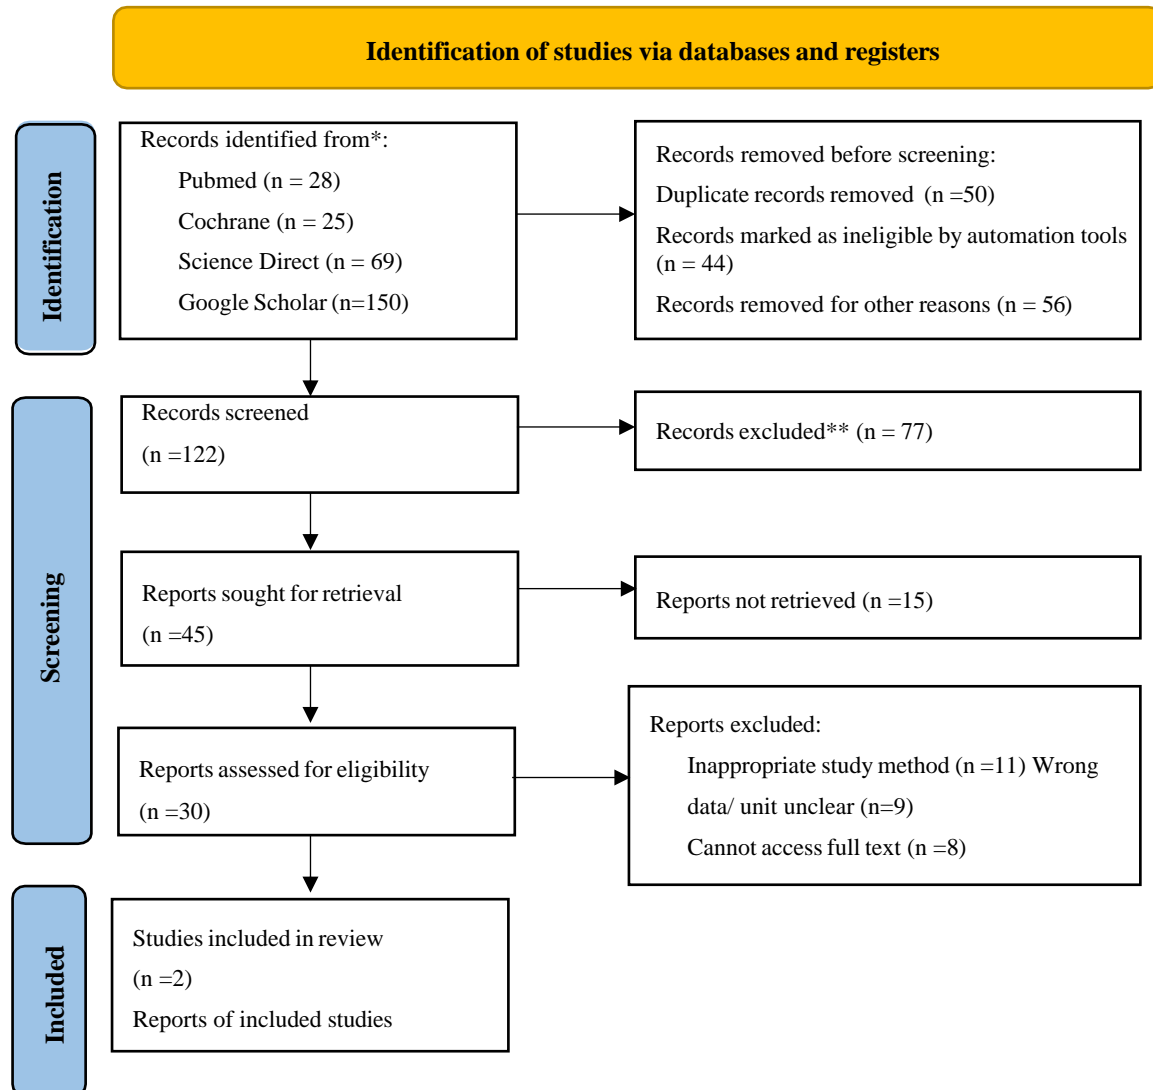 Identification of studies via databases and registers
Identification
Records identified from*:
Pubmed (n = 28)
Cochrane (n = 25)
Science Direct (n = 69)
Google Scholar (n=150)
Records removed before screening:
Duplicate records removed (n =50)
Records marked as ineligible by automation tools
(n = 44)
Records removed for other reasons (n = 56)
Screening
Records screened
(n =122)
Records excluded** (n = 77)
Reports sought for retrieval
(n =45)
Reports not retrieved (n =15)
Reports assessed for eligibility
(n =30)
Reports excluded:
Inappropriate study method (n =11) Wrong
data/ unit unclear (n=9)
Cannot access full text (n =8)
Included
Studies included in review
(n =2)
Reports of included studies